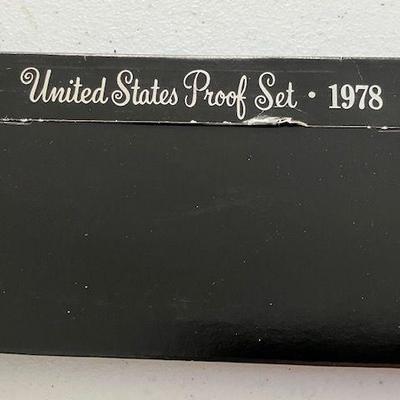 United States Proof Set · 1978